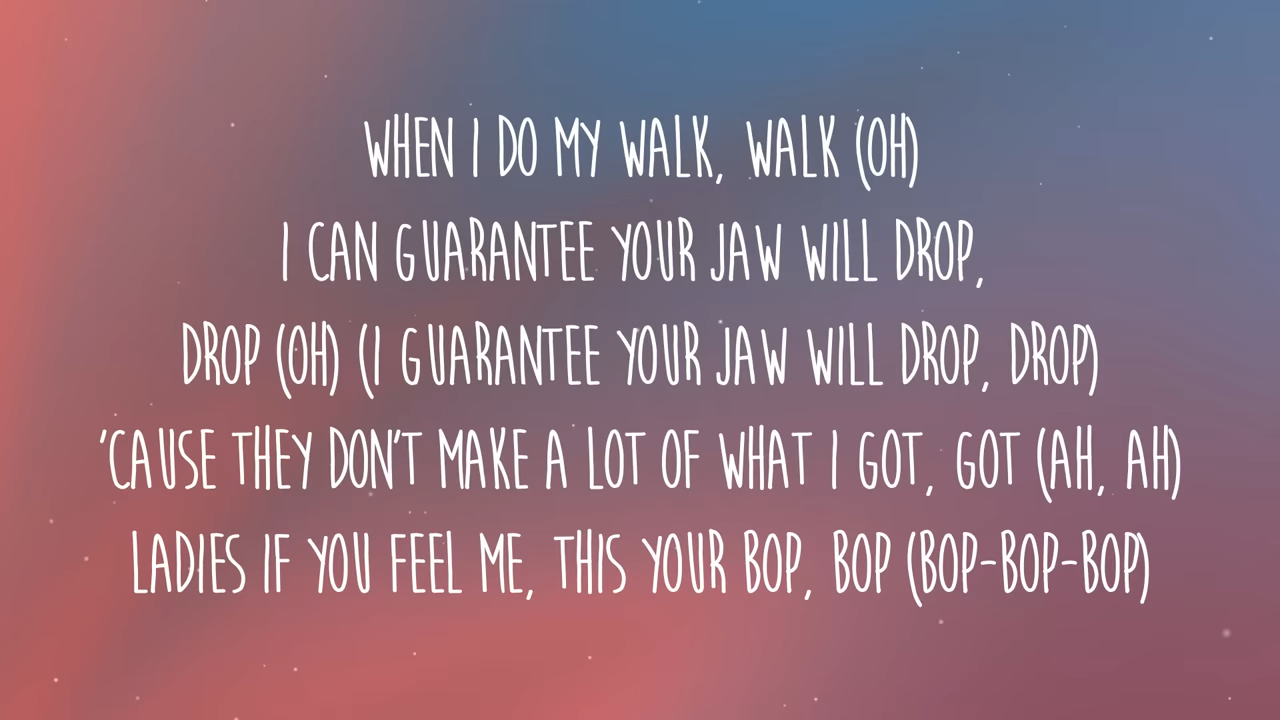 WHEN I DO MY WALK, WALK (OH)
I CAN GUARANTEE YOUR JAW WILL DROP,
DROP (OH) (I GUARANTEE YOUR JAW WILL DROP, DROP)
'CAUSE THEY DON'T MAKE A LOT OF WHAT I GOT, GOT (AH, AH)
LADIES IF YOU FEEL ME, THIS YOUR BOP, BOP (BOP-BOP-BOP)